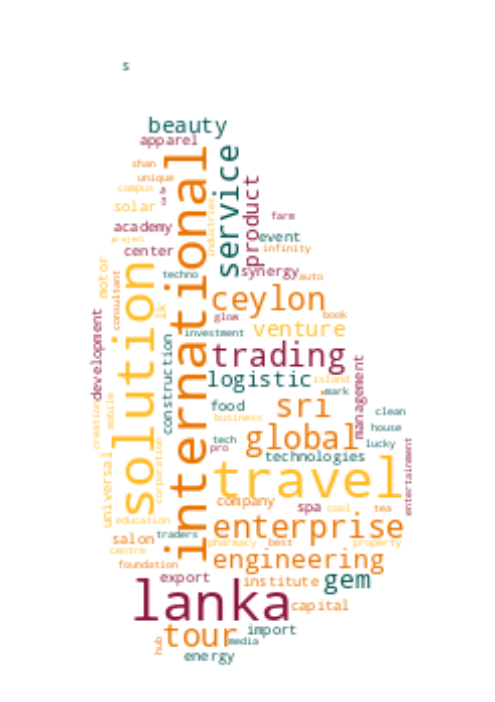 s
beauty
apparel
international
service
shan
product
unique
campus
a
a
solar
industries
farm
academy
event
project
center
infinity
motor
solution
techno
synergy
auto
consultant
ceylon
lk
glow
book
development
investment
venture
construction
trading
management
logistic
island
mark
creation
mobile
food
sri
clean
business
house
global
tech
pro
lucky
corporation
technologies
entertainment
universal
travel
company
spa
cool
tea
education
enterprise
salon
traders
pharmacy
best
property
centre
engineering
foundation
export
institute
gem
lanka
capital
tour
import
hub
media
energy